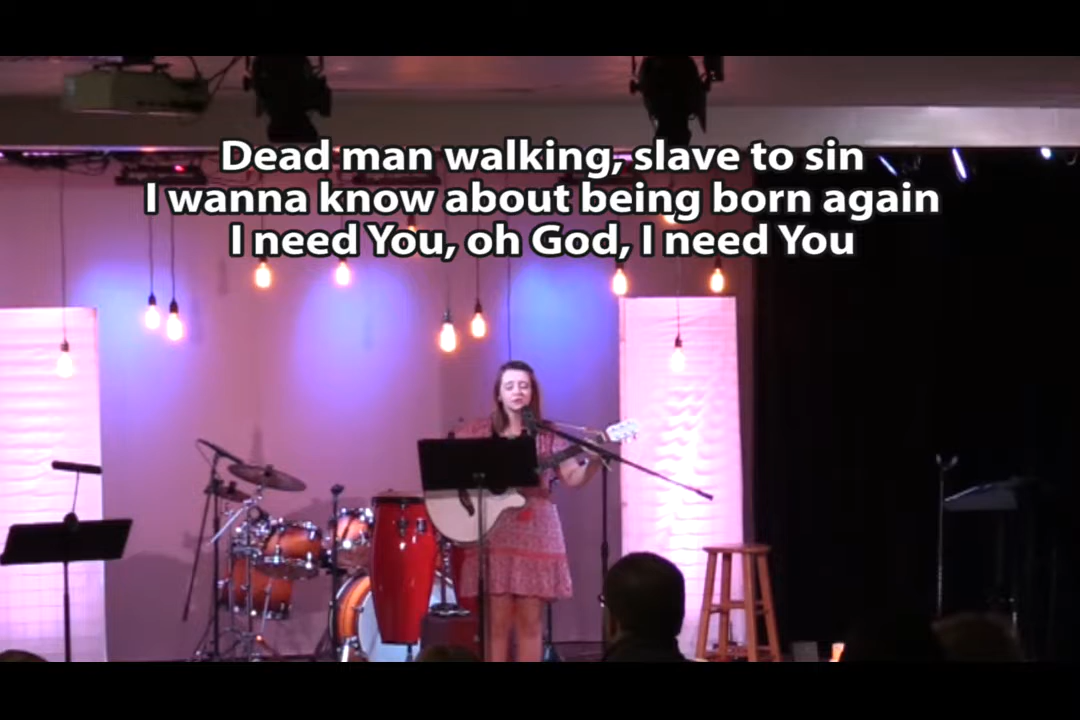 Dead man walking, slave to sin
I wanna know about being born again
I need You, oh God, I need You